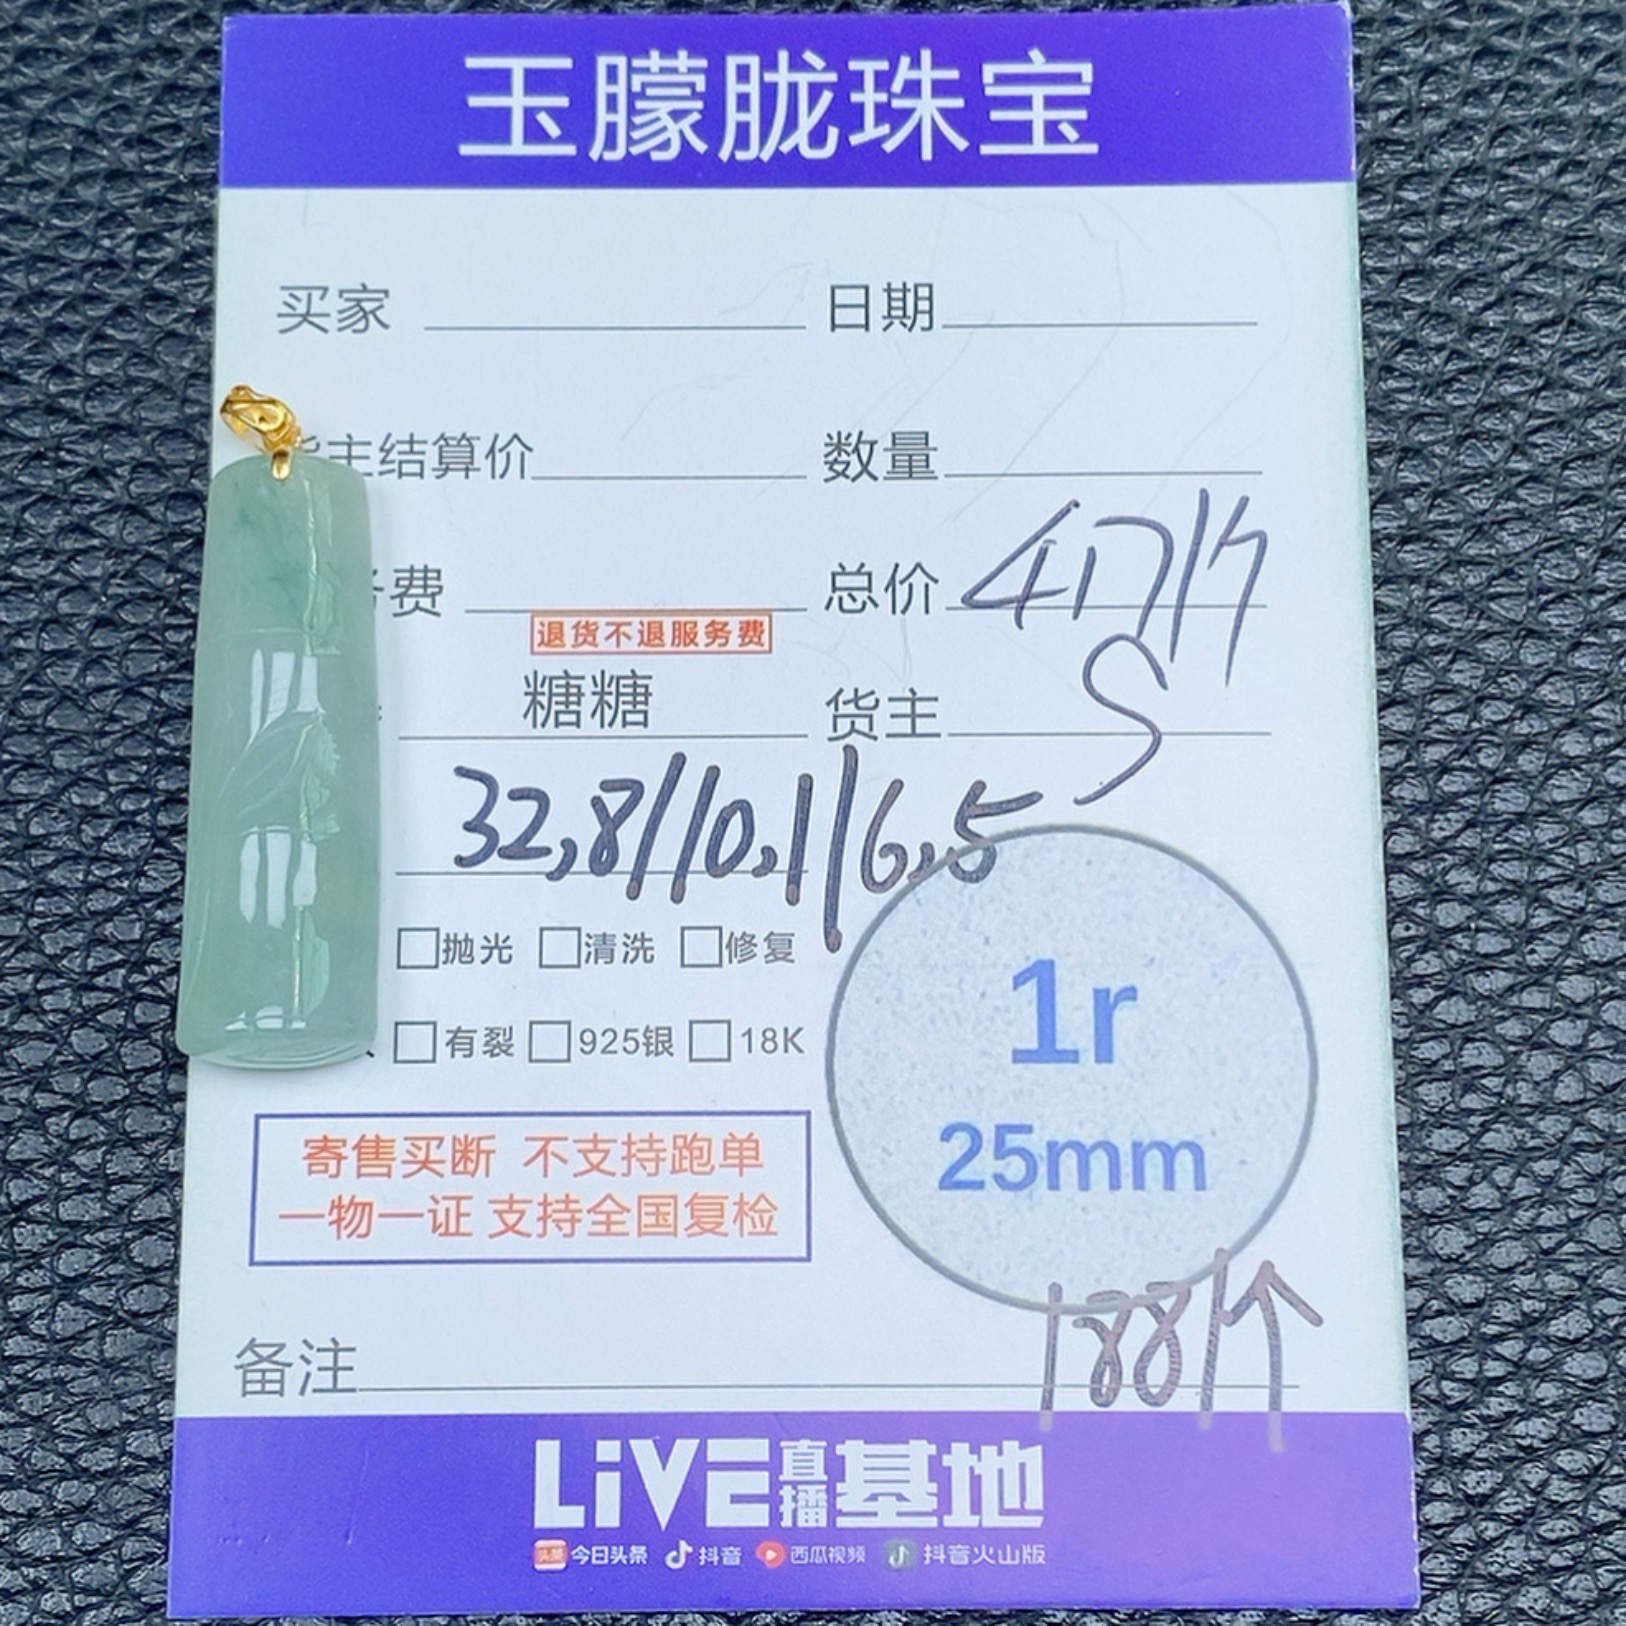 玉朦胧珠宝
买家 日期
主结算价 数量
费 总价
退货不退服务费
糖糖 货主
S
32,8//10,1/6,5
抛光 清洗 修复
有裂 925银 18K
1r
25mm
寄售买断 不支持跑单
一物一证 支持全国复检
188/个
备注
LiVE直播基地
头条 今日头条 抖音 西瓜视频 抖音火山版